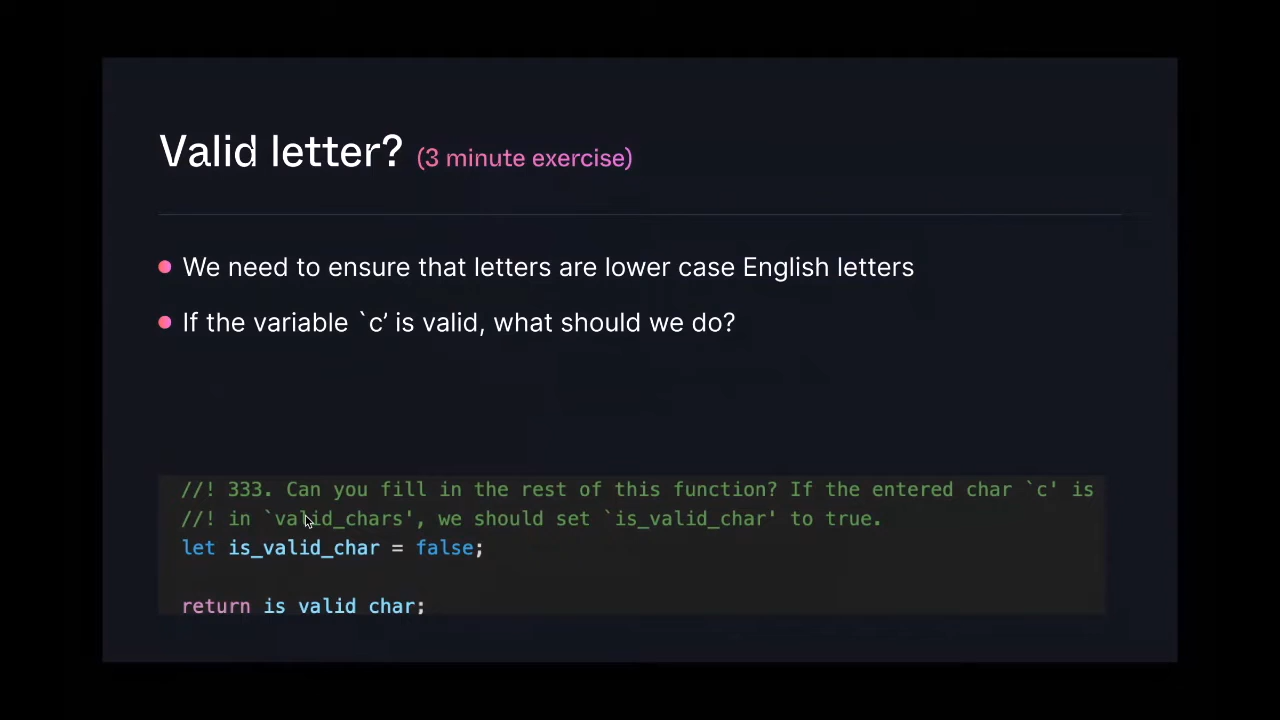 Valid letter? (3 minute exercise)
We need to ensure that letters are lower case English letters
If the variable `c’ is valid, what should we do?
//! 333. Can you fill in the rest of this function? If the entered char `c' is
//! in `valid_chars', we should set `is_valid_char' to true.
let is_valid_char = false;
return is_valid_char;